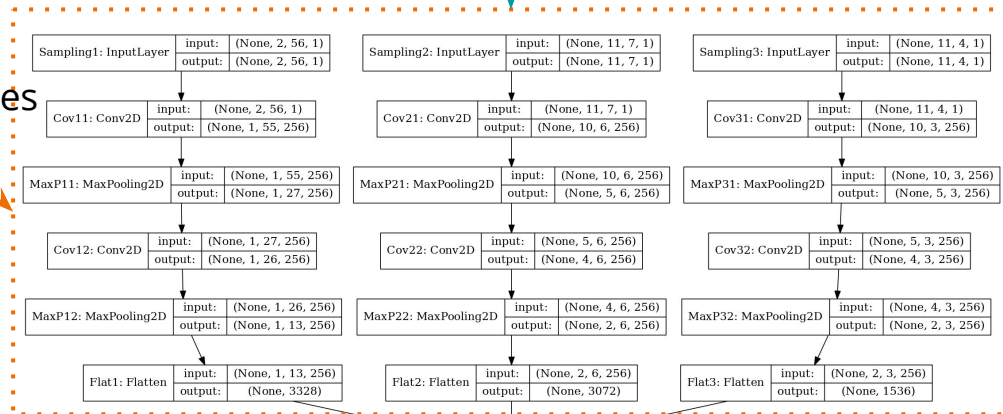 Sampling1: InputLayer
input: (None, 2, 56, 1)
output: (None, 2, 56, 1)
Sampling2: InputLayer
input: (None, 11, 7, 1)
output: (None, 11, 7, 1)
Sampling3: InputLayer
input: (None, 11, 4, 1)
output: (None, 11, 4, 1)
es
Cov11: Conv2D
input: (None, 2, 56, 1)
output: (None, 1, 55, 256)
Cov21: Conv2D
input: (None, 11, 7, 1)
output: (None, 10, 6, 256)
Cov31: Conv2D
input: (None, 11, 4, 1)
output: (None, 10, 3, 256)
MaxP11: MaxPooling2D
input: (None, 1, 55, 256)
output: (None, 1, 27, 256)
MaxP21: MaxPooling2D
input: (None, 10, 6, 256)
output: (None, 5, 6, 256)
MaxP31: MaxPooling2D
input: (None, 10, 3, 256)
output: (None, 5, 3, 256)
Cov12: Conv2D
input: (None, 1, 27, 256)
output: (None, 1, 26, 256)
Cov22: Conv2D
input: (None, 5, 6, 256)
output: (None, 4, 6, 256)
Cov32: Conv2D
input: (None, 5, 3, 256)
output: (None, 4, 3, 256)
MaxP12: MaxPooling2D
input: (None, 1, 26, 256)
output: (None, 1, 13, 256)
MaxP22: MaxPooling2D
input: (None, 4, 6, 256)
output: (None, 2, 6, 256)
MaxP32: MaxPooling2D
input: (None, 4, 3, 256)
output: (None, 2, 3, 256)
Flat1: Flatten
input: (None, 1, 13, 256)
output: (None, 3328)
Flat2: Flatten
input: (None, 2, 6, 256)
output: (None, 3072)
Flat3: Flatten
input: (None, 2, 3, 256)
output: (None, 1536)